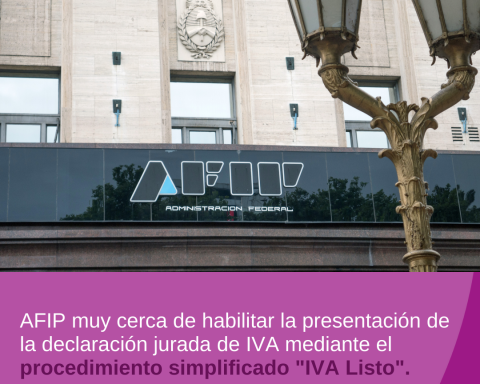 AFIP
ADMINISTRACION FEDERAL
AFIP muy cerca de habilitar la presentación de
la declaración jurada de IVA mediante el
procedimiento simplificado "IVA Listo".